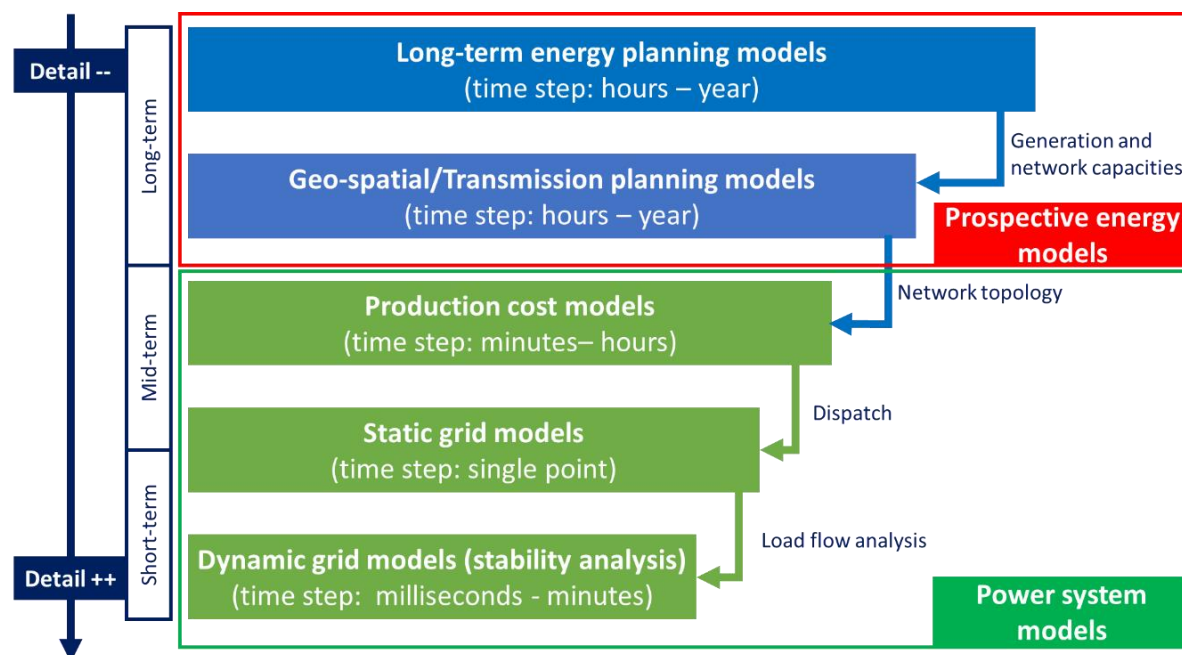 Detail --
Long-term
Long-term energy planning models
(time step: hours – year)
Generation and
network capacities
Geo-spatial/Transmission planning models
(time step: hours – year)
Prospective energy
models
Network topology
Mid-term
Production cost models
(time step: minutes– hours)
Dispatch
Static grid models
(time step: single point)
Short-term
Load flow analysis
Detail ++
Dynamic grid models (stability analysis)
(time step:  milliseconds - minutes)
Power system
models